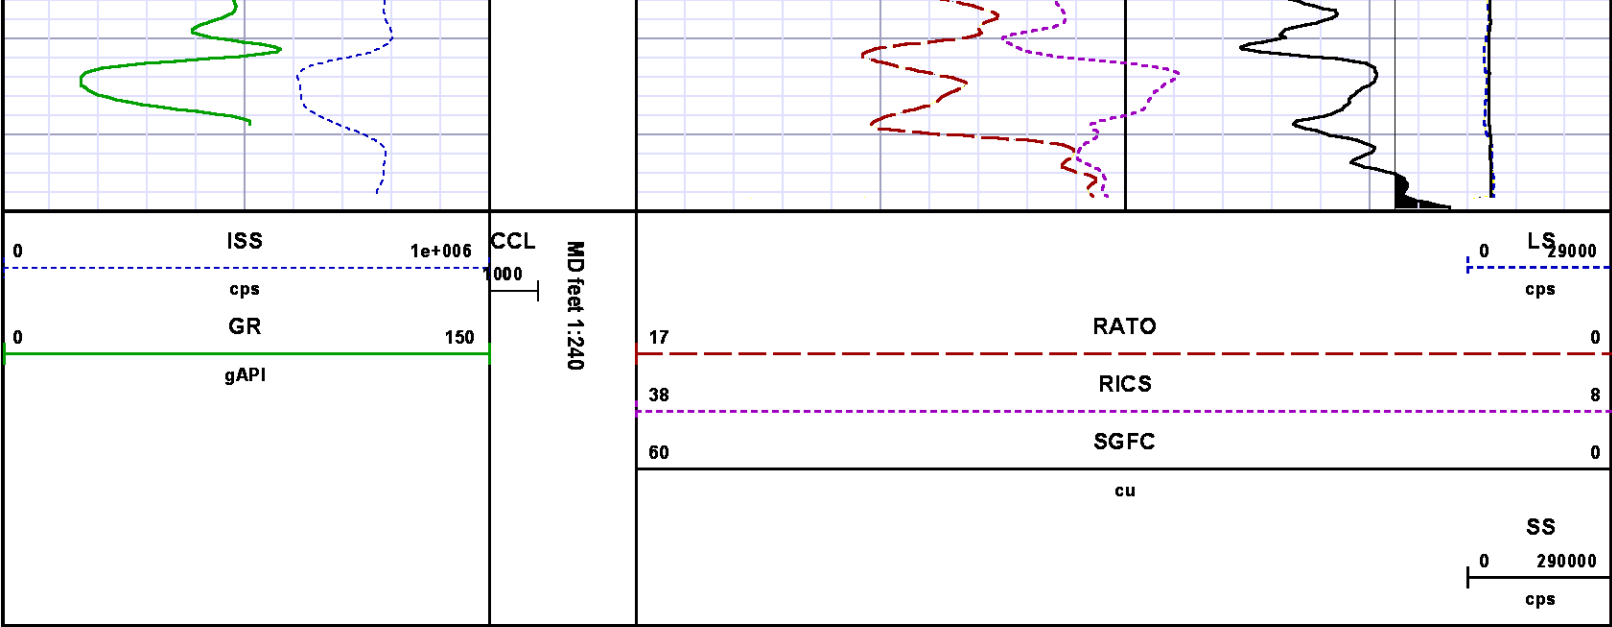 ISS
0 1e+006
cps
GR
0 150
gAPI
CCL
1000
MD feet 1:240
LS
0 29000
cps
RATO
17 0
RICS
38 8
SGFC
60 0
cu
SS
0 290000
cps